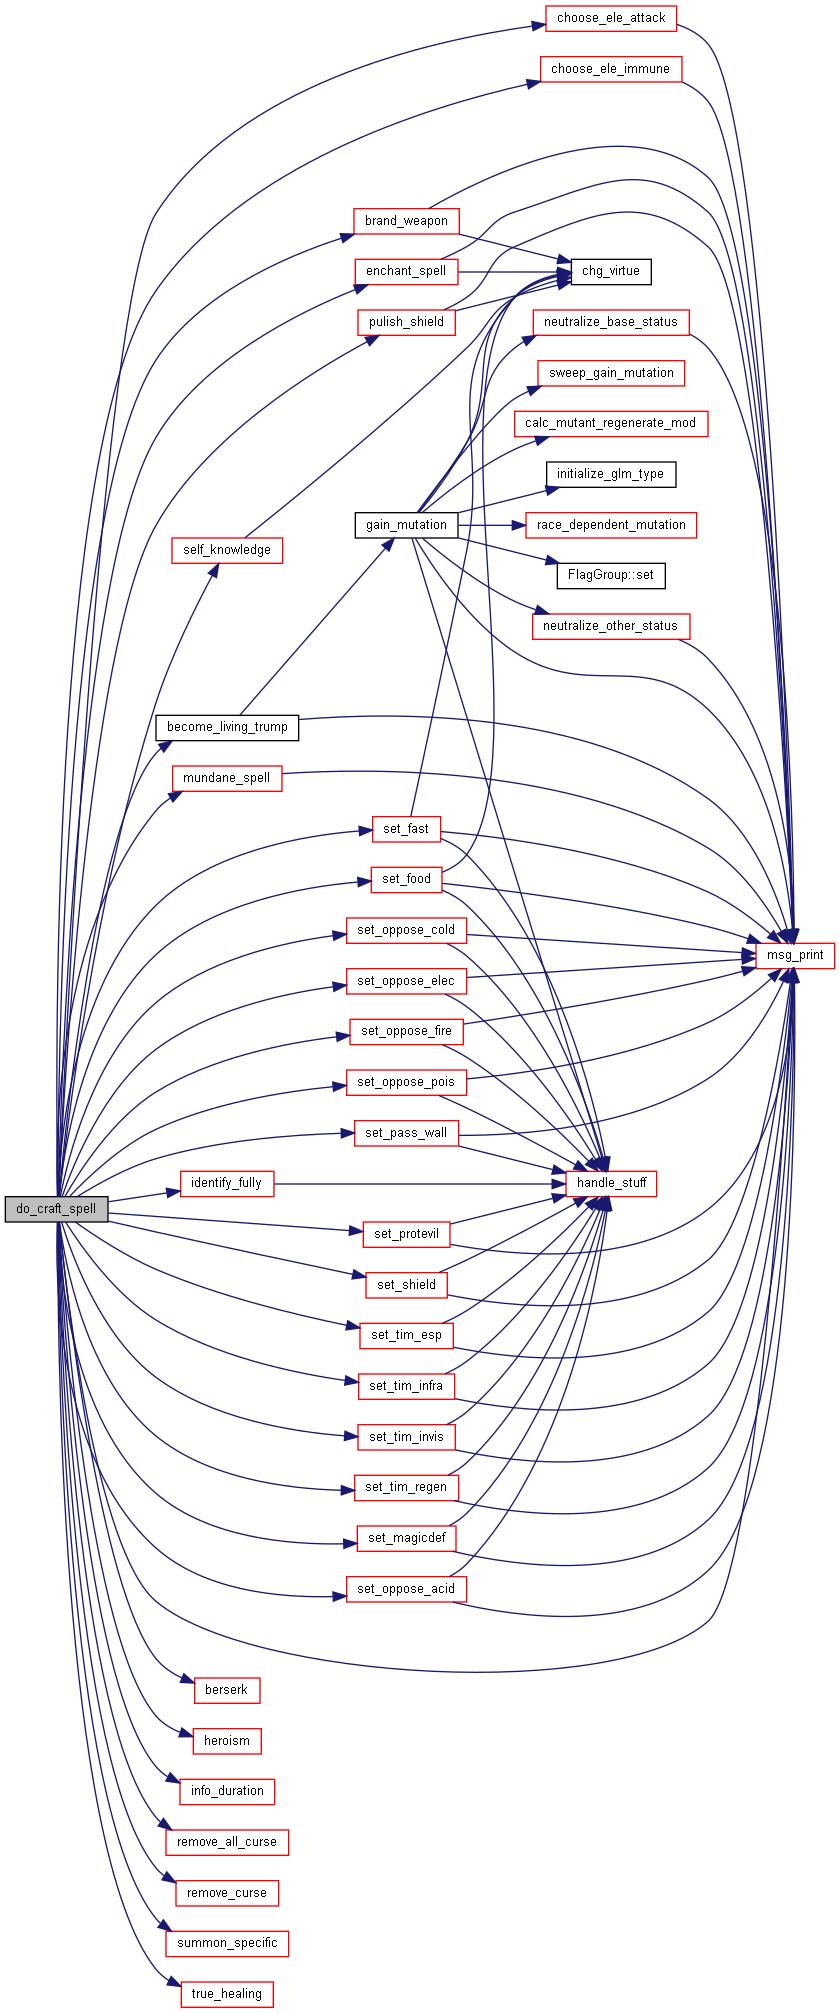 choose_ele_attack
choose_ele_immune
brand_weapon
enchant_spell
chg_virtue
pulish_shield
neutralize_base_status
sweep_gain_mutation
calc_mutant_regenerate_mod
initialize_glm_type
gain_mutation
race_dependent_mutation
self_knowledge
FlagGroup::set
neutralize_other_status
become_living_trump
mundane_spell
set_fast
set_food
set_oppose_cold
msg_print
set_oppose_elec
set_oppose_fire
set_oppose_pois
set_pass_wall
identify_fully
handle_stuff
do_craft_spell
set_protevil
set_shield
set_tim_esp
set_tim_infra
set_tim_invis
set_tim_regen
set_magicdef
set_oppose_acid
berserk
heroism
info_duration
remove_all_curse
remove_curse
summon_specific
true_healing